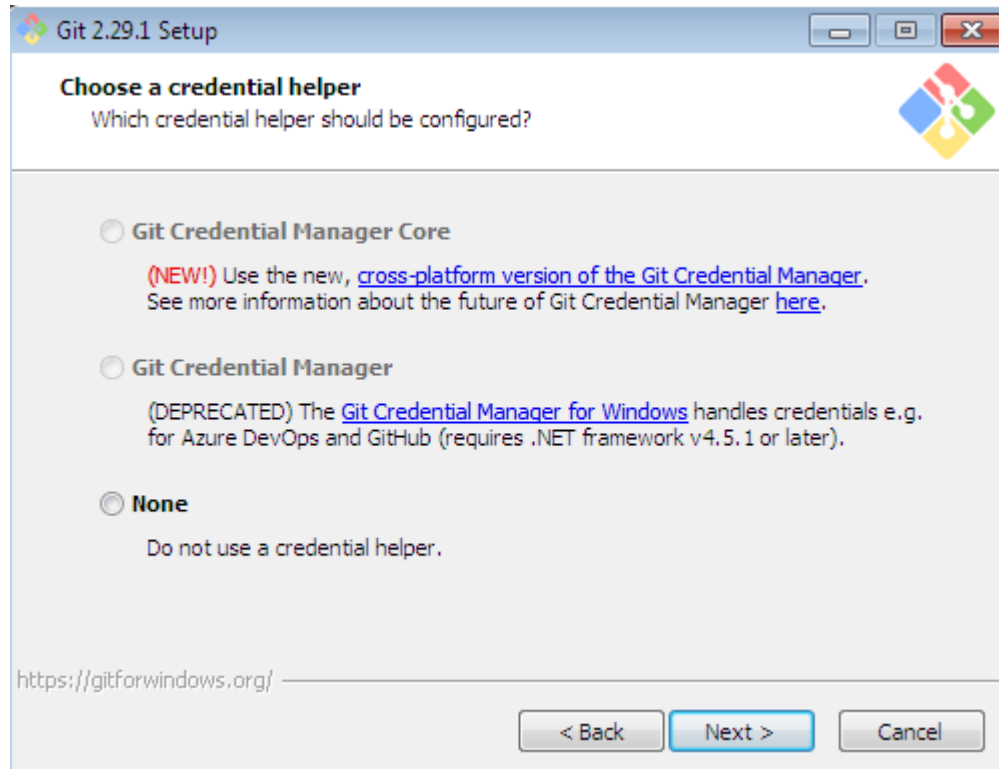 Git 2.29.1 Setup
Choose a credential helper
Which credential helper should be configured?
Git Credential Manager Core
(NEW!) Use the new, cross-platform version of the Git Credential Manager.
See more information about the future of Git Credential Manager here.
Git Credential Manager
(DEPRECATED) The Git Credential Manager for Windows handles credentials e.g.
for Azure DevOps and GitHub (requires .NET framework v4.5.1 or later).
None
Do not use a credential helper.
https://gitforwindows.org/
< Back Next > Cancel